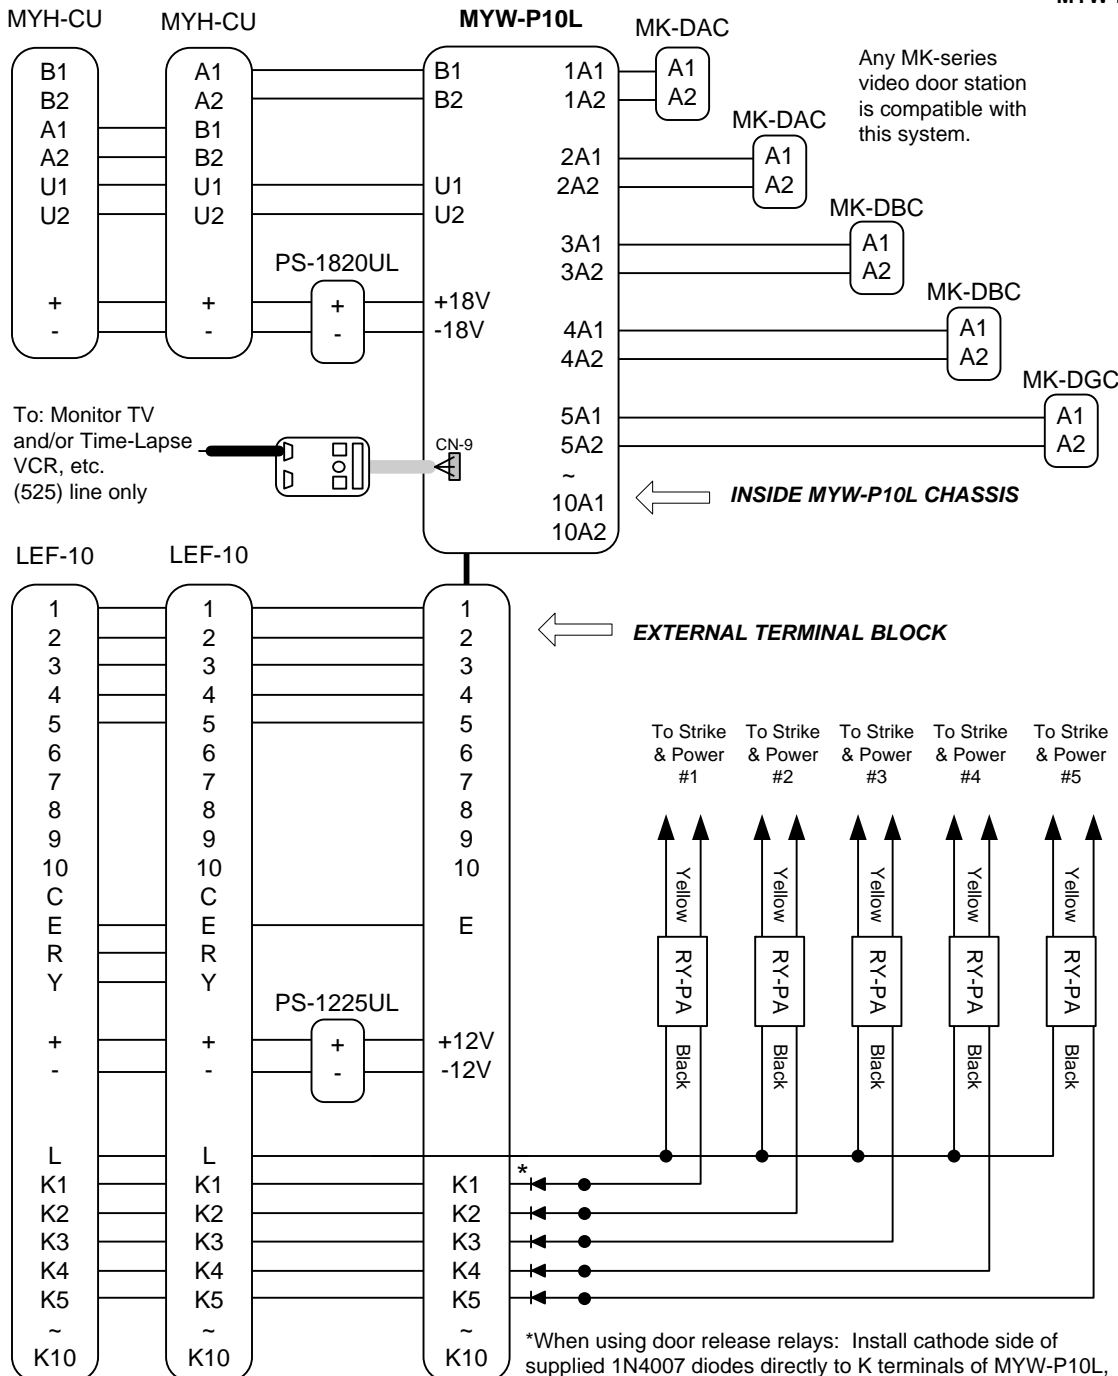 MYH-CU
MYH-CU
MYW-P10L
MK-DAC
Any MK-series
video door station
is compatible with
this system.
B1
B2
A1
A2
U1
U2
+
-
A1
A2
B1
B2
U1
U2
+
-
PS-1820UL
+
-
B1
B2
U1
U2
+18V
-18V
CN-9
1A1
1A2
2A1
2A2
3A1
3A2
4A1
4A2
5A1
5A2
~
10A1
10A2
A1
A2
MK-DAC
A1
A2
MK-DBC
A1
A2
MK-DBC
A1
A2
MK-DGC
A1
A2
To: Monitor TV
and/or Time-Lapse
VCR, etc.
(525) line only
INSIDE MYW-P10L CHASSIS
LEF-10
LEF-10
1
2
3
4
5
6
7
8
9
10
C
E
R
Y
+
-
L
K1
K2
K3
K4
K5
~
K10
1
2
3
4
5
6
7
8
9
10
C
E
R
Y
+
-
L
K1
K2
K3
K4
K5
~
K10
PS-1225UL
+
-
1
2
3
4
5
6
7
8
9
10
E
+12V
-12V
K1
K2
K3
K4
K5
~
K10
EXTERNAL TERMINAL BLOCK
To Strike
& Power
#1
To Strike
& Power
#2
To Strike
& Power
#3
To Strike
& Power
#4
To Strike
& Power
#5
Yellow
Yellow
Yellow
Yellow
Yellow
RY-PA
RY-PA
RY-PA
RY-PA
RY-PA
Black
Black
Black
Black
Black
*
*When using door release relays: Install cathode side of
supplied 1N4007 diodes directly to K terminals of MYW-P10L,